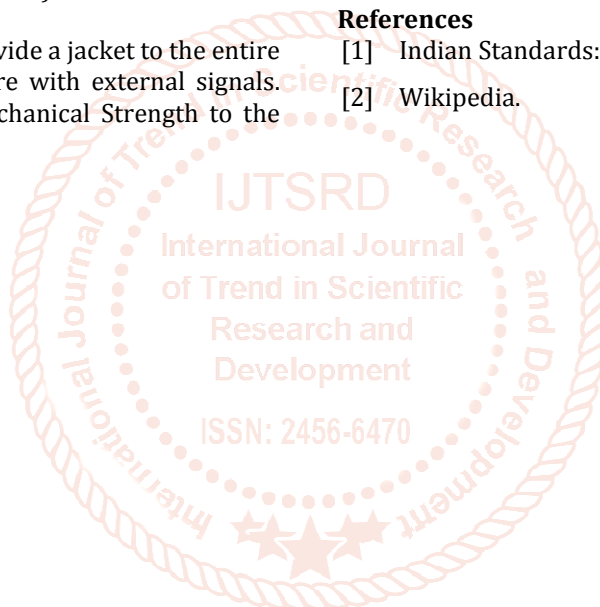 vide a jacket to the entire
re with external signals.
chanical Strength to the
References
[1] Indian Standards:
[2] Wikipedia.
International Journal of Trend in Scientific Research and Development
IJTSRD
International Journal
of Trend in Scientific
Research and
Development
ISSN: 2456-6470